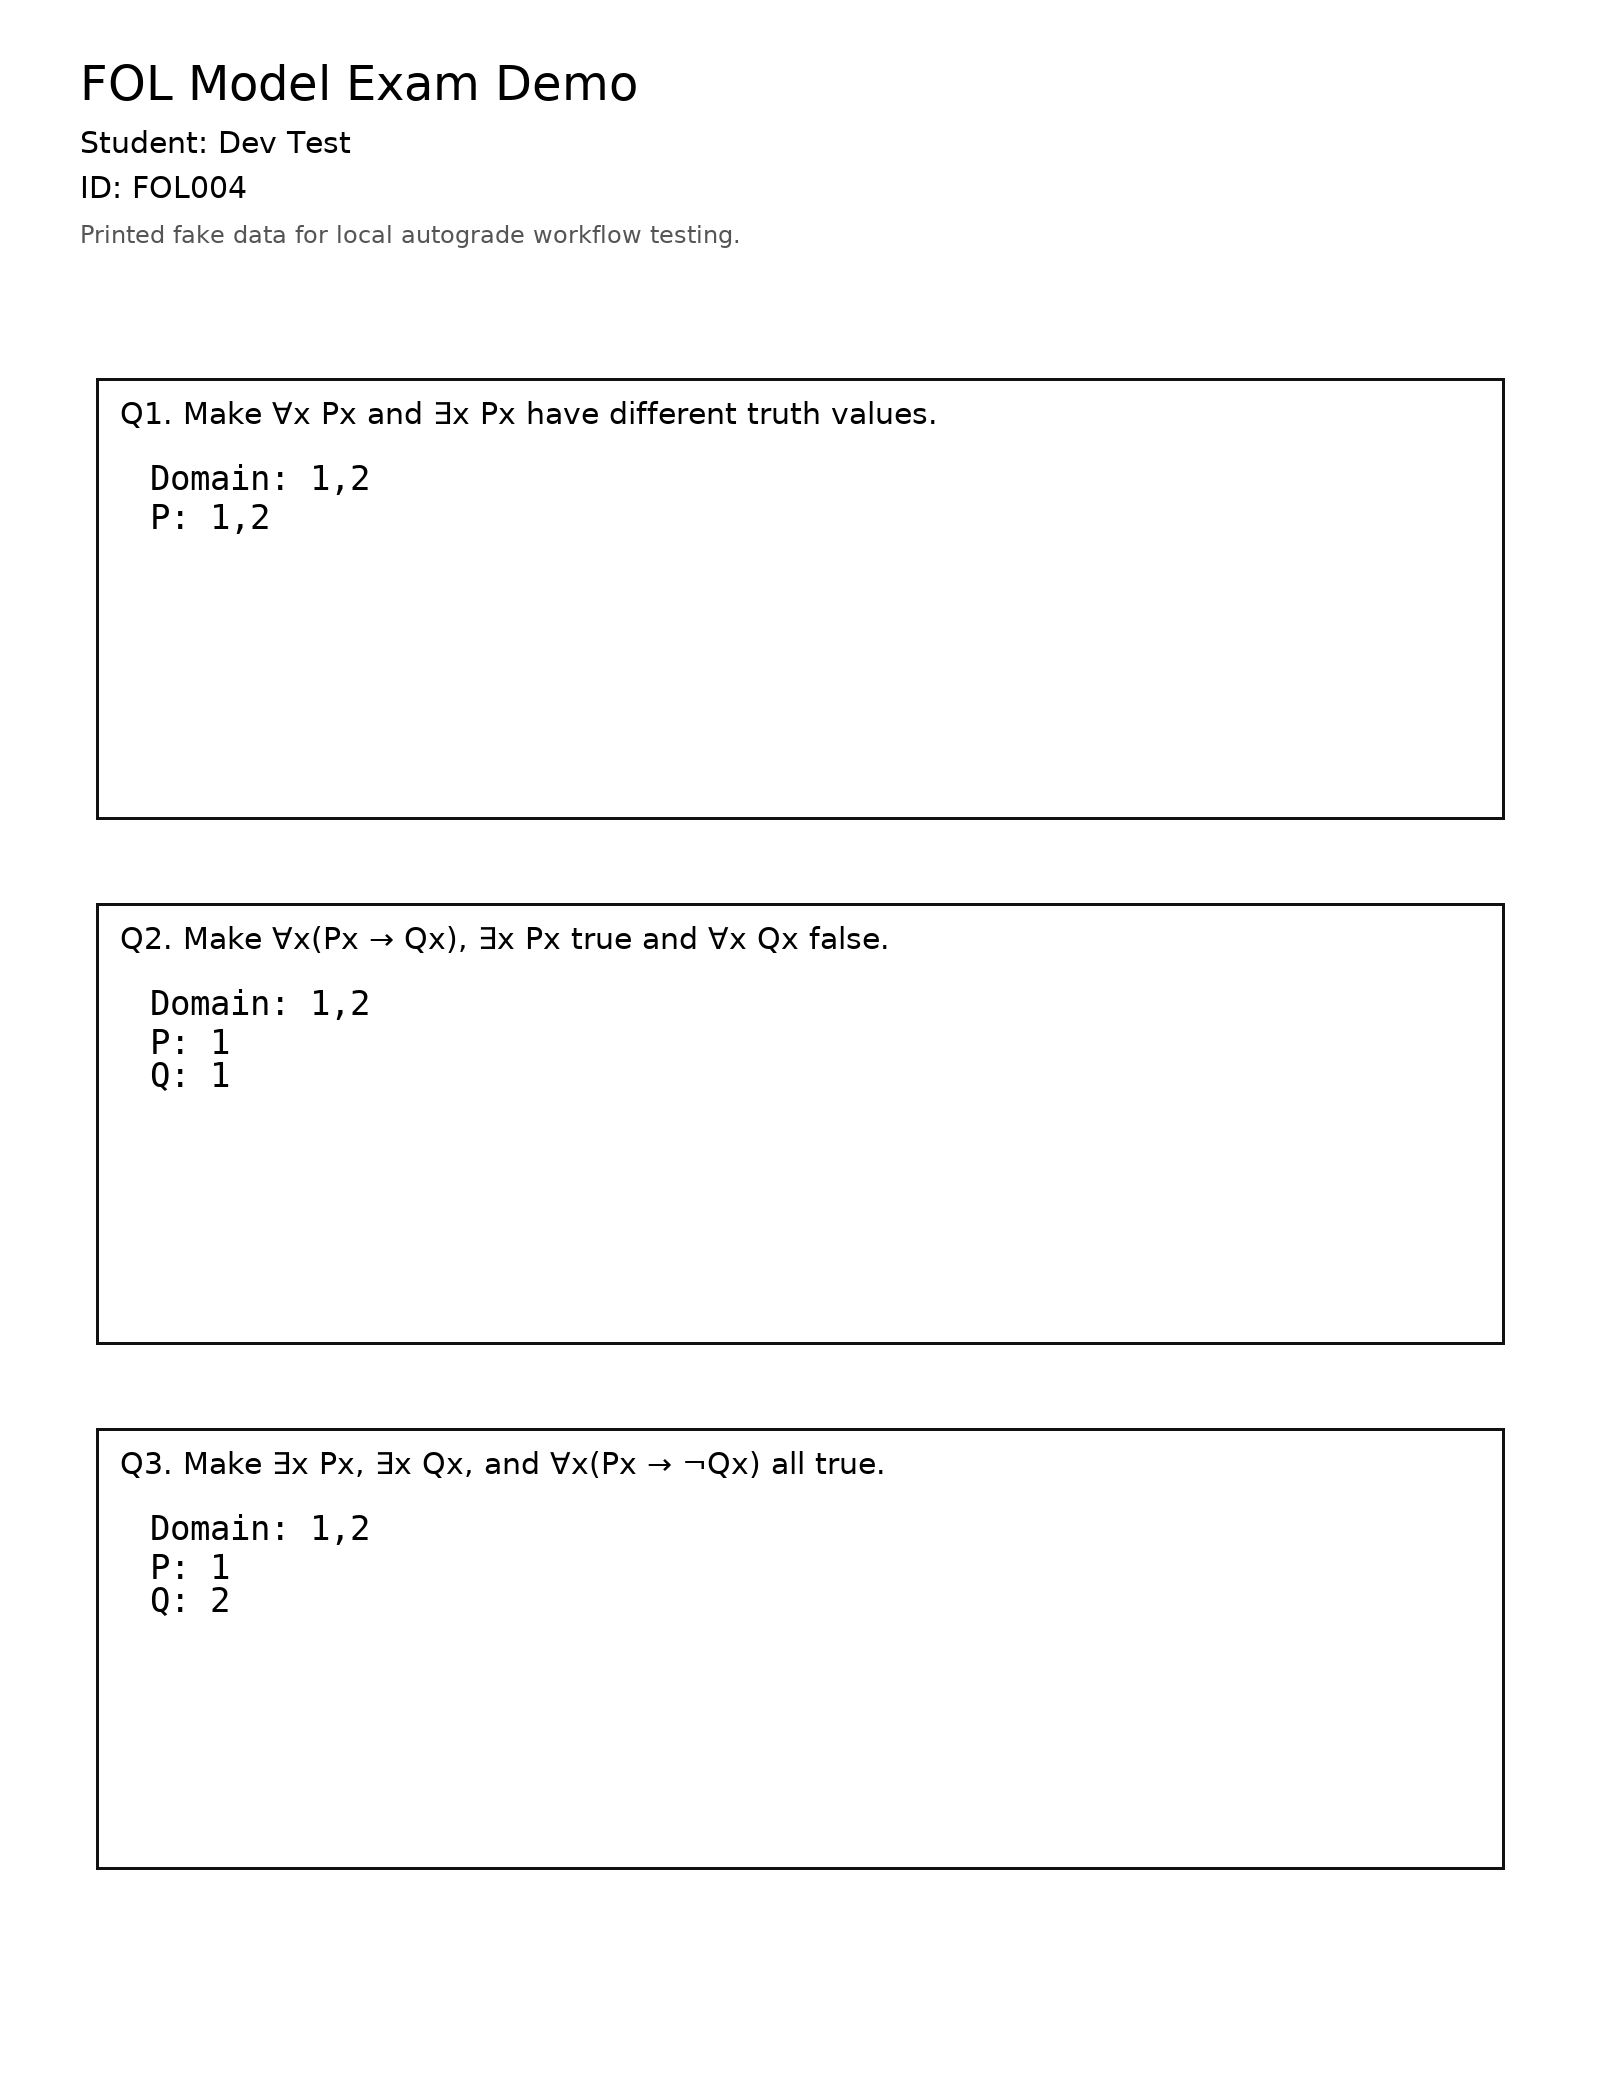 FOL Model Exam Demo
Student: Dev Test
ID: FOL004
Printed fake data for local autograde workflow testing.
Q1. Make ∀x Px and ∃x Px have different truth values.
Domain: 1,2
P: 1,2
Q2. Make ∀x(Px → Qx), ∃x Px true and ∀x Qx false.
Domain: 1,2
P: 1
Q: 1
Q3. Make ∃x Px, ∃x Qx, and ∀x(Px → ¬Qx) all true.
Domain: 1,2
P: 1
Q: 2